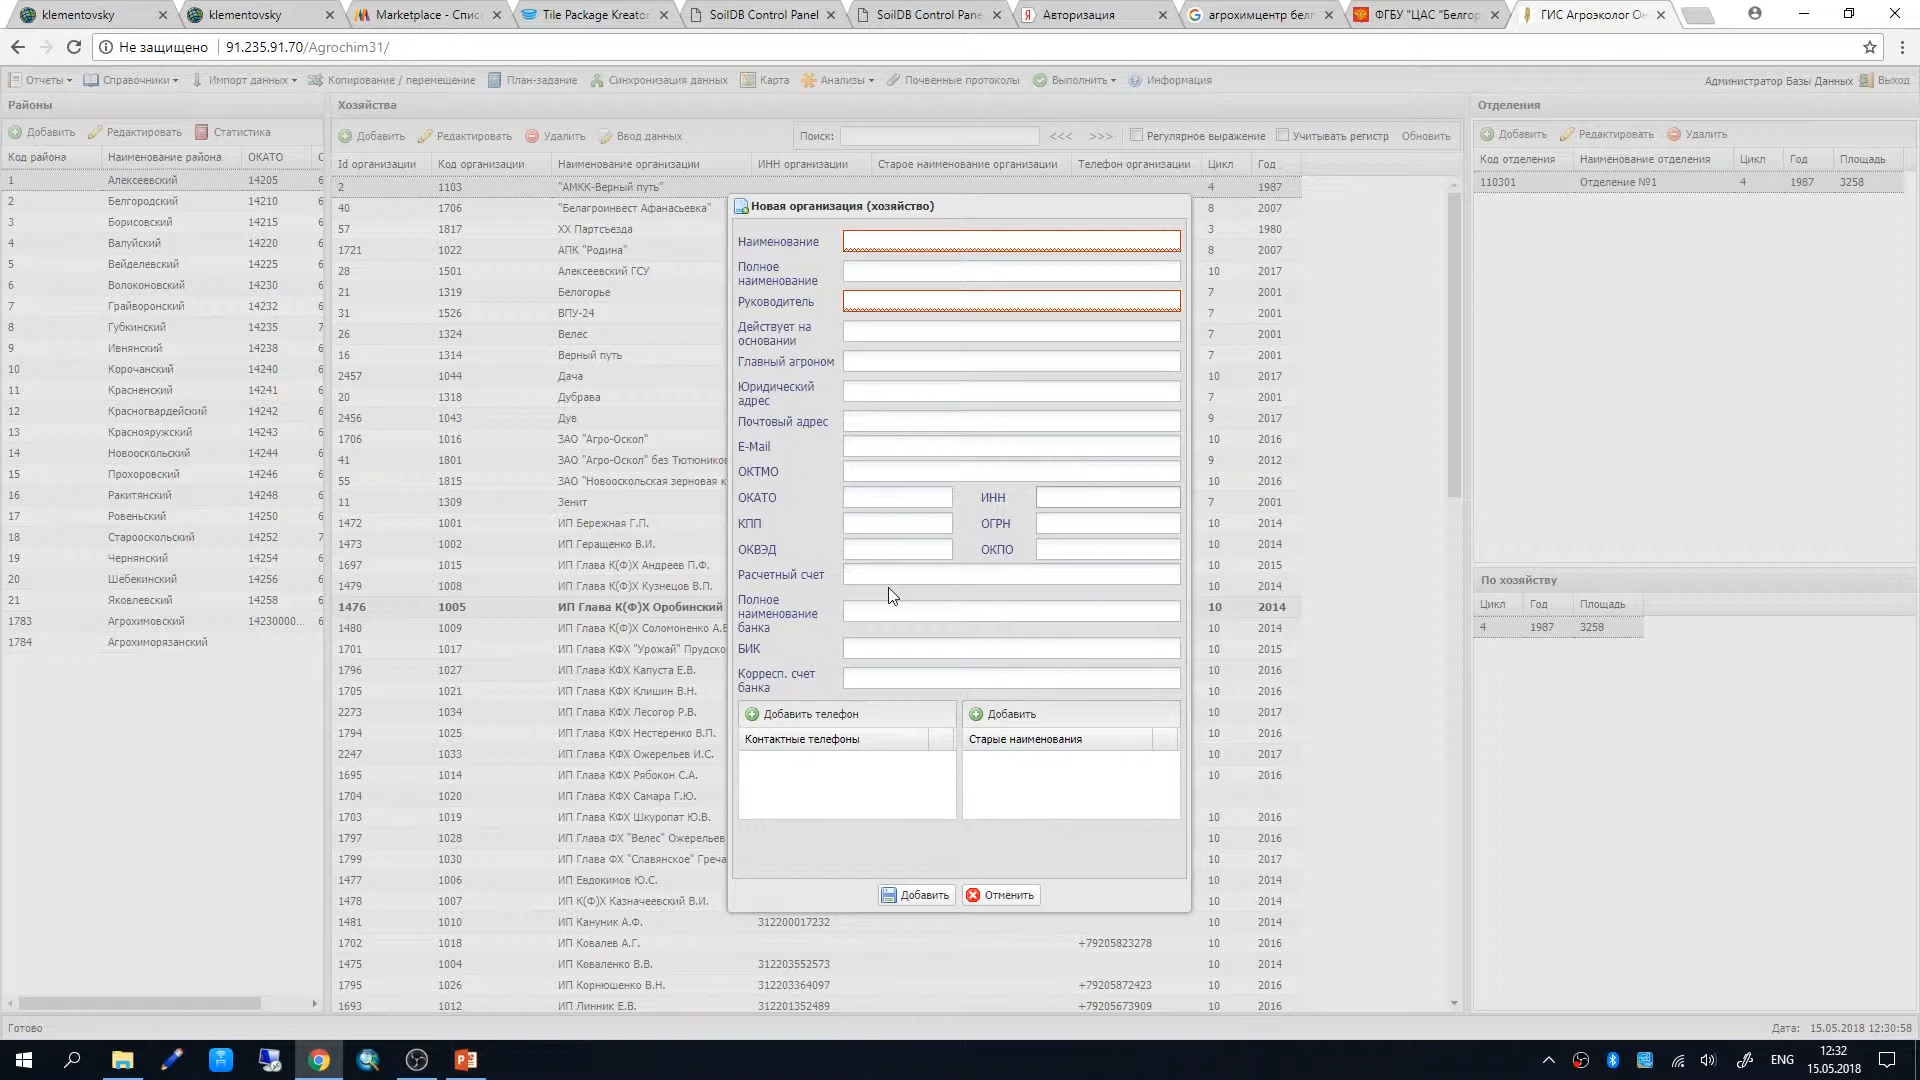 klementovsky
klementovsky
Marketplace - Спис
Tile Package Kreato
SoilDB Control Panel
SoilDB Control Pane
Авторизация
агрохимцентр белг
ФГБУ "ЦАС "Белгор
ГИС Агроэколог Он
Не защищено 91.235.91.70/Agrochim31/
Отчеты Справочники Импорт данных Копирование / перемещение План-задание Синхронизация данных Карта Анализы Почвенные протоколы Выполнить Информация Администратор Базы Данных Выход
Районы
Добавить Редактировать Статистика
Код района Наименование района ОКАТО
1 Алексеевский 14205 6
2 Белгородский 14210 6
3 Борисовский 14215 6
4 Валуйский 14220 6
5 Вейделевский 14225 6
6 Волоконовский 14230 6
7 Грайворонский 14232 6
8 Губкинский 14235 7
9 Ивнянский 14238 6
10 Корочанский 14240 6
11 Красненский 14241 6
12 Красногвардейский 14242 6
13 Краснояружский 14243 6
14 Новооскольский 14244 6
15 Прохоровский 14246 6
16 Ракитянский 14248 6
17 Ровеньский 14250 6
18 Старооскольский 14252 7
19 Чернянский 14254 6
20 Шебекинский 14256 6
21 Яковлевский 14258 6
1783 Агрохимовский 14230000... 6
1784 Агрохиморязанский
Хозяйства
Добавить Редактировать Удалить Ввод данных Поиск: <<< >>> Регулярное выражение Учитывать регистр Обновить
Id организации Код организации Наименование организации ИНН организации Старое наименование организации Телефон организации Цикл Год
2 1103 "АМКК-Верный путь" 4 1987
40 1706 "Белагроинвест Афанасьевка" 8 2007
57 1817 XX Партсъезда 3 1980
1721 1022 АПК "Родина" 8 2007
28 1501 Алексеевский ГСУ 10 2017
21 1319 Белогорье 7 2001
31 1526 ВПУ-24 7 2001
26 1324 Велес 7 2001
16 1314 Верный путь 7 2001
2457 1044 Дача 10 2017
20 1318 Дубрава 7 2001
2456 1043 Дув 9 2017
1706 1016 ЗАО "Агро-Оскол" 10 2016
41 1801 ЗАО "Агро-Оскол" без Тютюников 9 2012
55 1815 ЗАО "Новооскольская зерновая к 10 2016
11 1309 Зенит 7 2001
1472 1001 ИП Бережная Г.П. 10 2014
1473 1002 ИП Геращенко В.И. 10 2014
1697 1015 ИП Глава К(Ф)Х Андреев П.Ф. 10 2015
1479 1008 ИП Глава К(Ф)Х Кузнецов В.П. 10 2014
1476 1005 ИП Глава К(Ф)Х Оробинский 10 2014
1480 1009 ИП Глава К(Ф)Х Соломоненко А.Е 10 2014
1701 1017 ИП Глава КФХ "Урожай" Прудско 10 2015
1796 1027 ИП Глава КФХ Капуста Е.В. 10 2016
1705 1021 ИП Глава КФХ Клишин В.Н. 10 2016
2273 1034 ИП Глава КФХ Лесогор Р.В. 10 2017
1794 1025 ИП Глава КФХ Нестеренко В.П. 10 2016
2247 1033 ИП Глава КФХ Ожерельев И.С. 10 2017
1695 1014 ИП Глава КФХ Рябокон С.А. 10 2016
1704 1020 ИП Глава КФХ Самара Г.Ю.
1703 1019 ИП Глава КФХ Шкуропат Ю.В. 10 2016
1797 1028 ИП Глава ФХ "Велес" Ожерельев 10 2016
1799 1030 ИП Глава ФХ "Славянское" Греча 10 2017
1477 1006 ИП Евдокимов Ю.С. 10 2014
1478 1007 ИП К(Ф)Х Казначеевский В.И. 10 2014
1481 1010 ИП Кануник А.Ф. 312200017232 10 2014
1702 1018 ИП Ковалев А.Г. +79205823278 10 2016
1475 1004 ИП Коваленко В.В. 312203552573 10 2014
1795 1026 ИП Корнюшенко В.Н. 312203364097 +79205872423 10 2016
1693 1012 ИП Линник Е.В. 312201352489 +79205673909 10 2016
Новая организация (хозяйство)
Наименование
Полное
наименование
Руководитель
Действует на
основании
Главный агроном
Юридический
адрес
Почтовый адрес
E-Mail
ОКТМО
ОКАТО ИНН
КПП ОГРН
ОКВЭД ОКПО
Расчетный счет
Полное
наименование
банка
БИК
Корресп. счет
банка
Добавить телефон Добавить
Контактные телефоны Старые наименования
Добавить Отменить
Отделения
Добавить Редактировать Удалить
Код отделения Наименование отделения Цикл Год Площадь
110301 Отделение №1 4 1987 3258
По хозяйству
Цикл Год Площадь
4 1987 3258
Готово Дата: 15.05.2018 12:30:58
ENG
12:32
15.05.2018